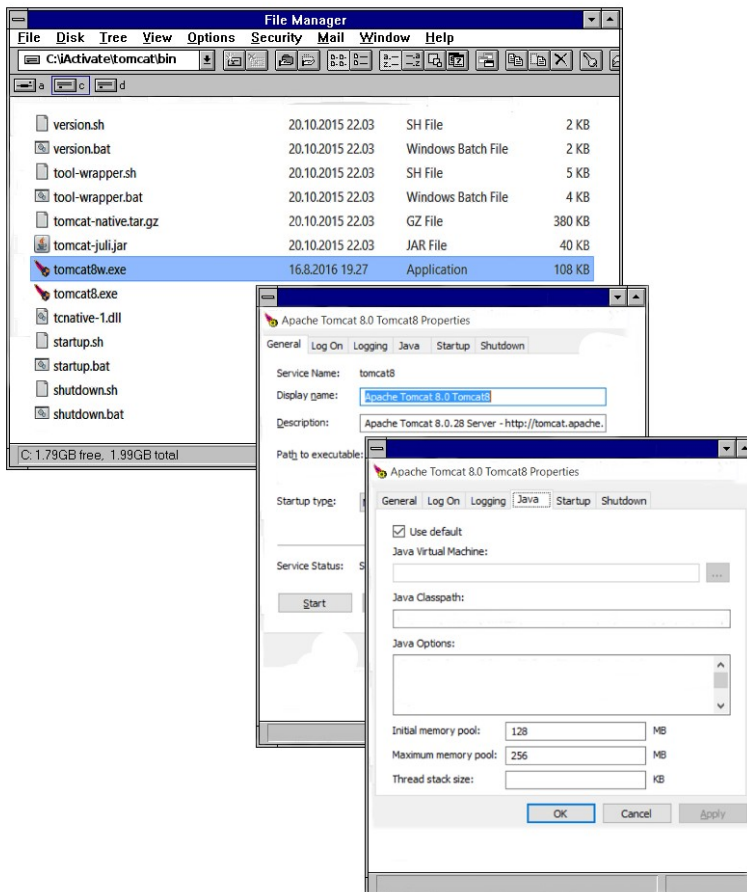 File Manager
File Disk Tree View Options Security Mail Window Help
C:\iActivate\tomcat\bin
a c d
version.sh 20.10.2015 22.03 SH File 2 KB
version.bat 20.10.2015 22.03 Windows Batch File 2 KB
tool-wrapper.sh 20.10.2015 22.03 SH File 5 KB
tool-wrapper.bat 20.10.2015 22.03 Windows Batch File 4 KB
tomcat-native.tar.gz 20.10.2015 22.03 GZ File 380 KB
tomcat-juli.jar 20.10.2015 22.03 JAR File 40 KB
tomcat8w.exe 16.8.2016 19.27 Application 108 KB
tomcat8.exe
tcnative-1.dll
startup.sh
startup.bat
shutdown.sh
shutdown.bat
C: 1.79GB free, 1.99GB total
Apache Tomcat 8.0 Tomcat8 Properties
General Log On Logging Java Startup Shutdown
Service Name: tomcat8
Display name: Apache Tomcat 8.0 Tomcat8
Description: Apache Tomcat 8.0.28 Server - http://tomcat.apache.
Path to executable:
Startup type:
Service Status: S
Start
Apache Tomcat 8.0 Tomcat8 Properties
General Log On Logging Java Startup Shutdown
Use default
Java Virtual Machine:
...
Java Classpath:
Java Options:
Initial memory pool: 128 MB
Maximum memory pool: 256 MB
Thread stack size: KB
OK Cancel Apply